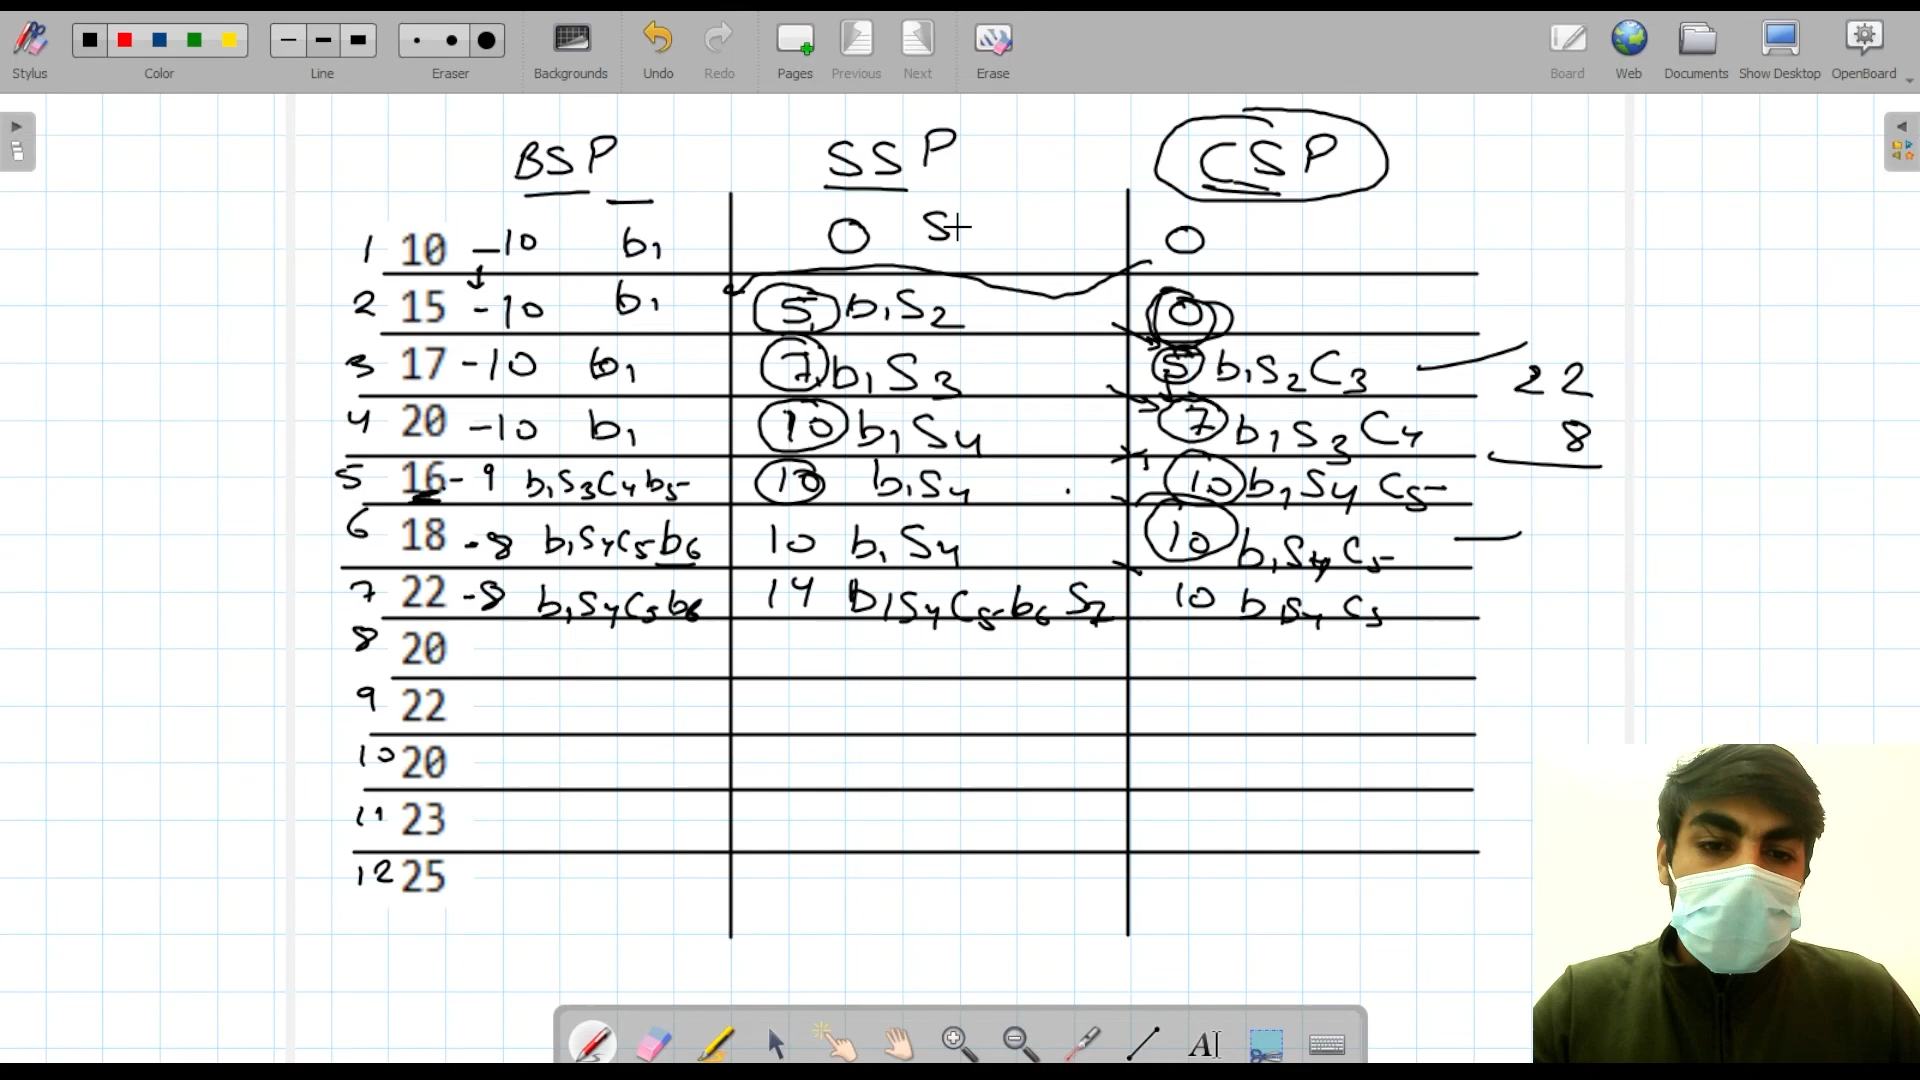 Stylus Color Line Eraser Backgrounds Undo Redo Pages Previous Next Erase Board Web Documents Show Desktop OpenBoard
BSP SSP CSP
1 10 -10 b1 0 S+ 0
2 15 -10 b1 5 b1S2 0
3 17 -10 b1 7 b1S3 5 b1S2C3 22
4 20 -10 b1 10 b1S4 7 b1S3C4 8
5 16 -9 b1S3C4b5 10 b1S4 10 b1S4C5
6 18 -8 b1S4C5b6 10 b1S4 10 b1S4C5
7 22 -8 b1S4C5b6 14 b1S4C5b6S7 10 b1S4C5
8 20
9 22
10 20
11 23
12 25